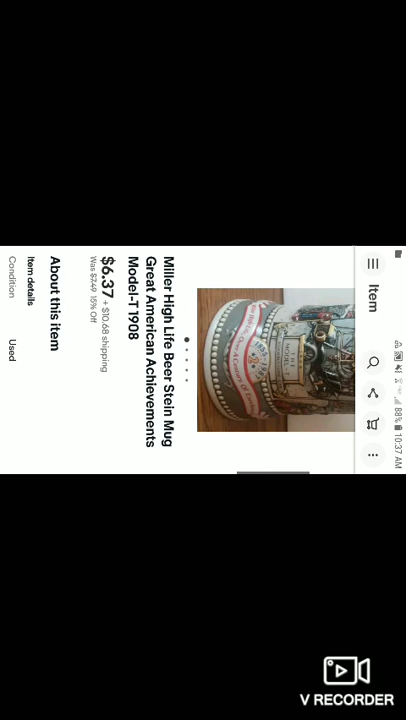 88% 10:37 AM
Item
MODEL T
Miller High Life Beer Stein Mug
Great American Achievements
Model-T 1908
$6.37 + $10.68 shipping
Was $7.49 15% Off
About this item
Item details
Condition Used
V RECORDER